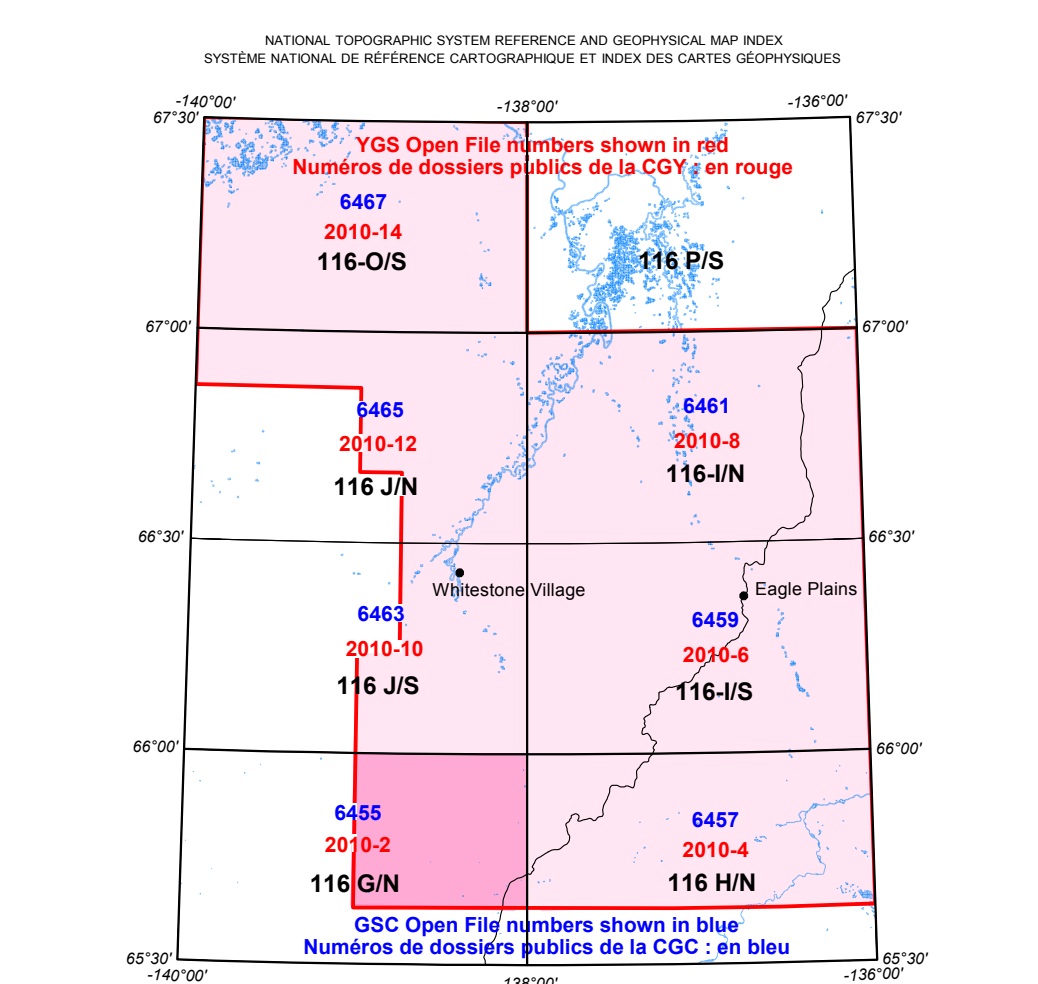 NATIONAL TOPOGRAPHIC SYSTEM REFERENCE AND GEOPHYSICAL MAP INDEX
SYSTÈME NATIONAL DE RÉFÉRENCE CARTOGRAPHIQUE ET INDEX DES CARTES GÉOPHYSIQUES
-140°00' -138°00' -136°00'
67°30' 67°30'
YGS Open File numbers shown in red
Numéros de dossiers publics de la CGY : en rouge
6467
2010-14
116-O/S
116 P/S
67°00' 67°00'
6465
2010-12
116 J/N
6461
2010-8
116-I/N
66°30' 66°30'
Whitestone Village
Eagle Plains
6463
2010-10
116 J/S
6459
2010-6
116-I/S
66°00' 66°00'
6455
2010-2
116 G/N
6457
2010-4
116 H/N
GSC Open File numbers shown in blue
Numéros de dossiers publics de la CGC : en bleu
65°30' 65°30'
-140°00' -138°00' -136°00'